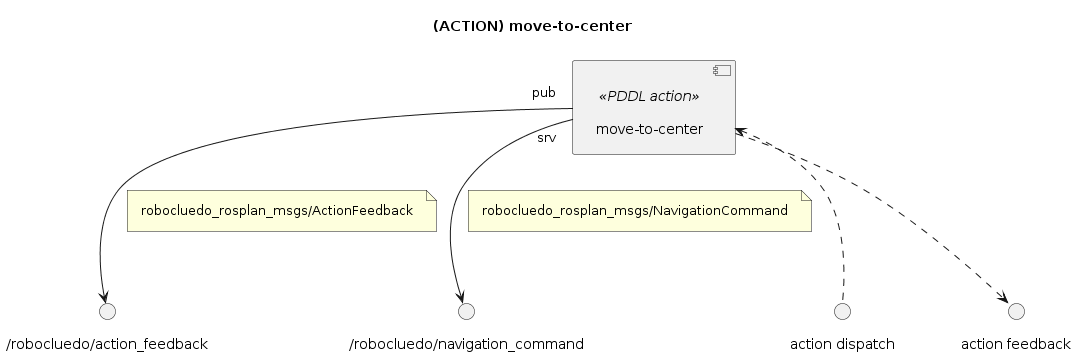 (ACTION) move-to-center
pub
«PDDL action»
move-to-center
srv
robocluedo_rosplan_msgs/ActionFeedback
robocluedo_rosplan_msgs/NavigationCommand
/robocluedo/action_feedback
/robocluedo/navigation_command
action dispatch
action feedback